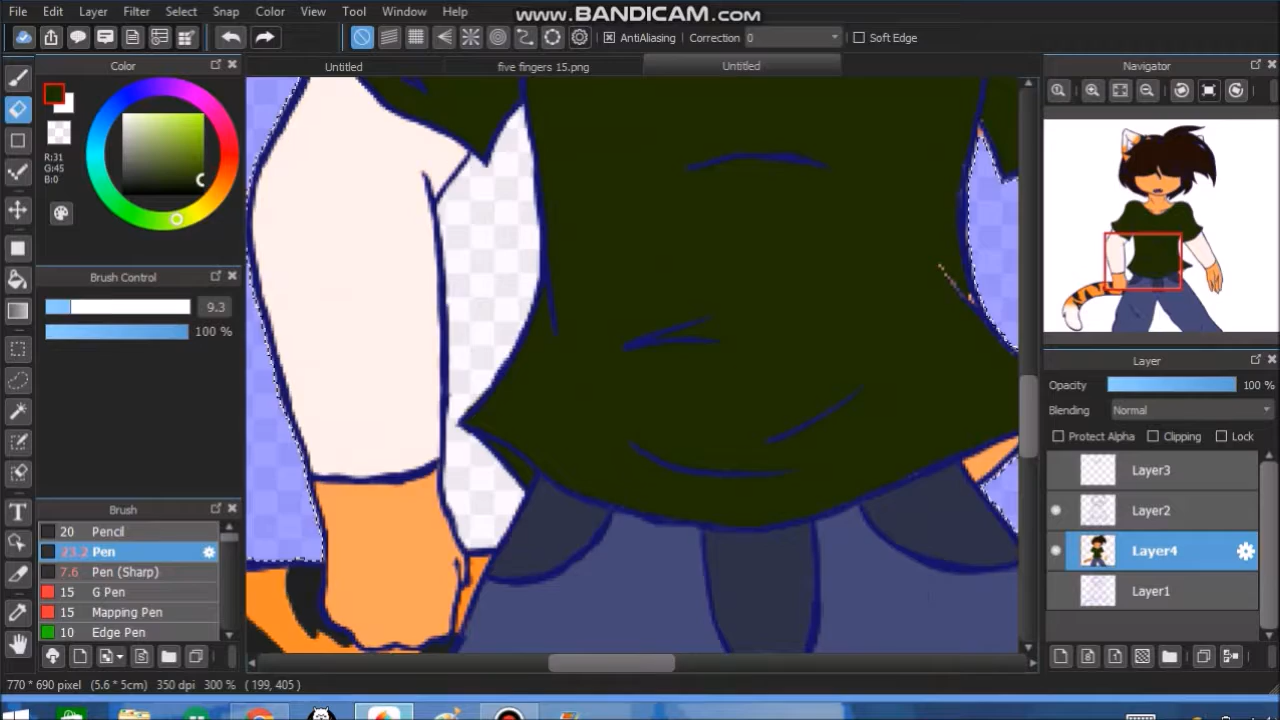 File Edit Layer Filter Select Snap Color View Tool Window Help
www.BANDICAM.com
AntiAliasing Correction 0 Soft Edge
Color
R:31
G:45
B:0
Brush Control
9.3
100 %
Brush
20 Pencil
23.2 Pen
7.6 Pen (Sharp)
15 G Pen
15 Mapping Pen
10 Edge Pen
Untitled five fingers 15.png Untitled
Navigator
Layer
Opacity 100 %
Blending Normal
Protect Alpha Clipping Lock
Layer3
Layer2
Layer4
Layer1
770 * 690 pixel (5.6 * 5cm) 350 dpi 300 % ( 199, 405 )